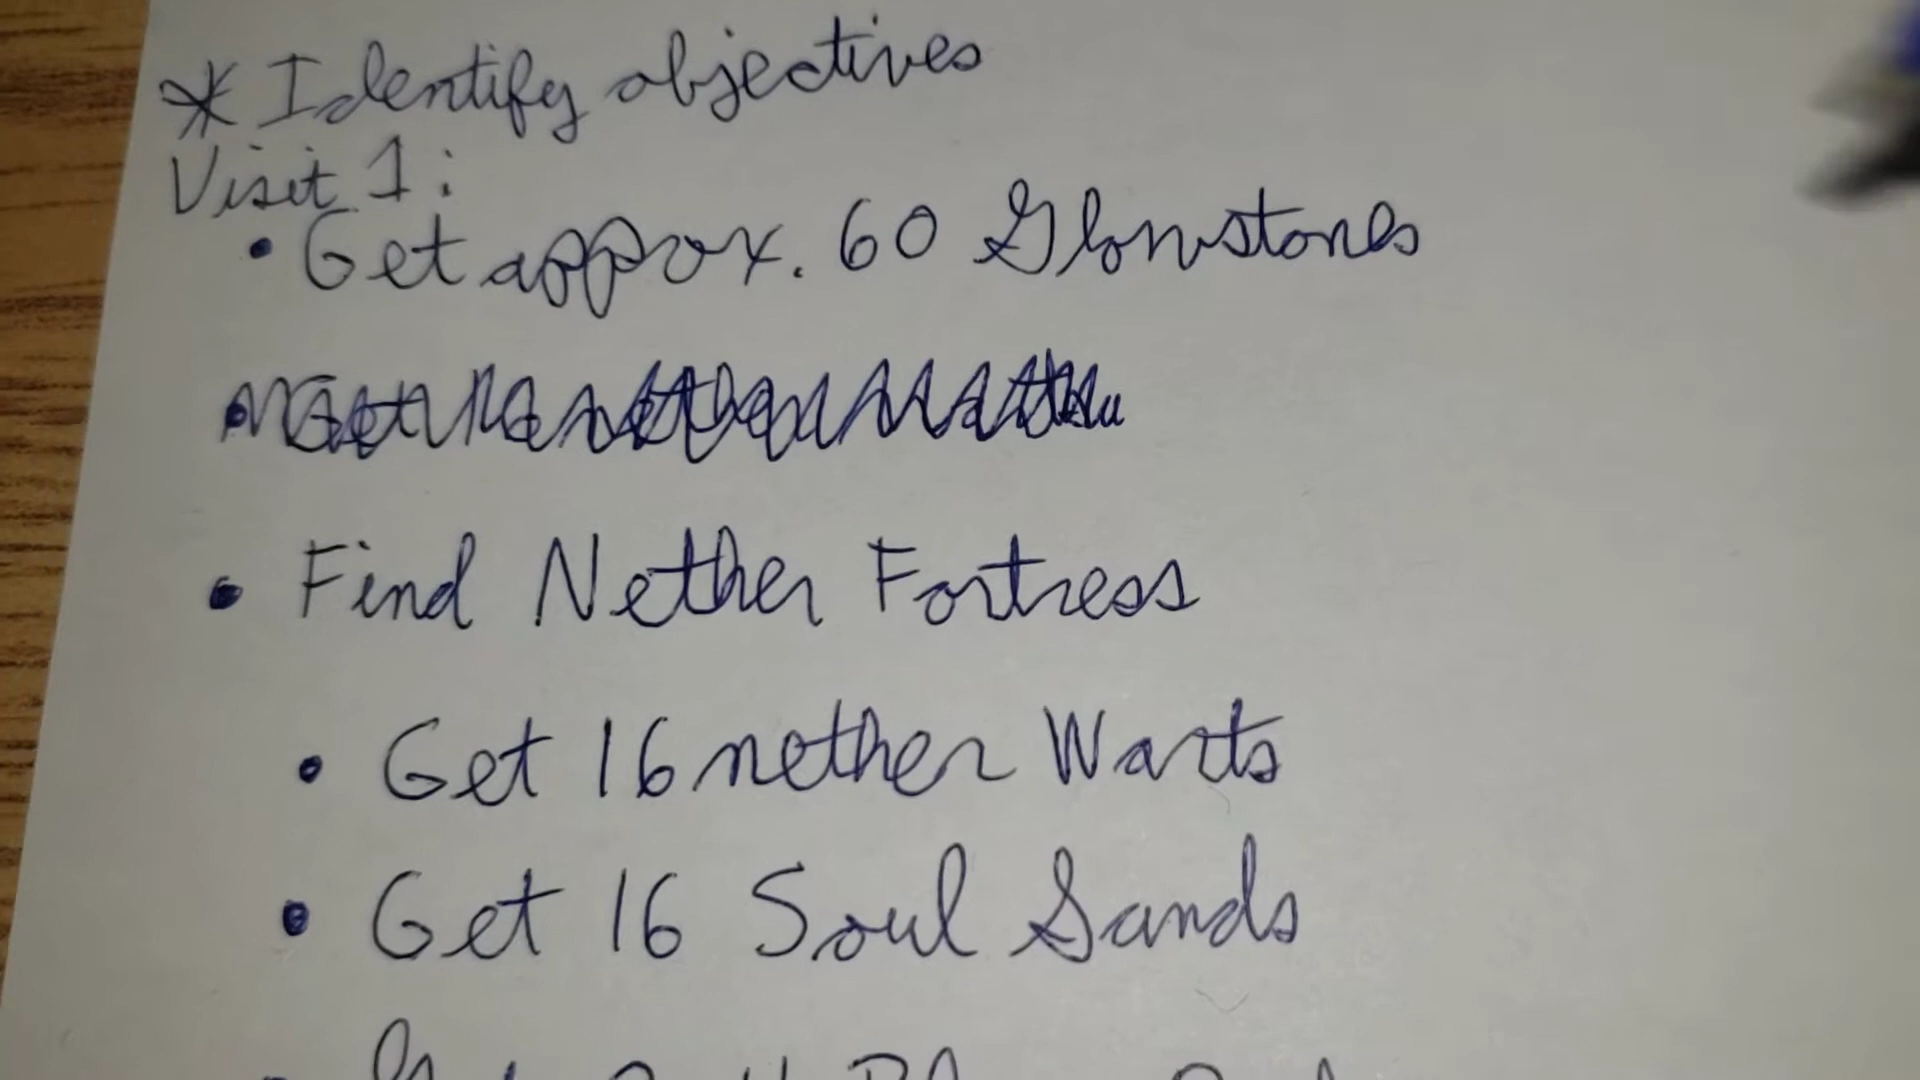 * Identify objectives
Visit 1:
• Get approx. 60 Glowstones
• Find Nether Fortress
• Get 16 nether Warts
• Get 16 Soul Sands